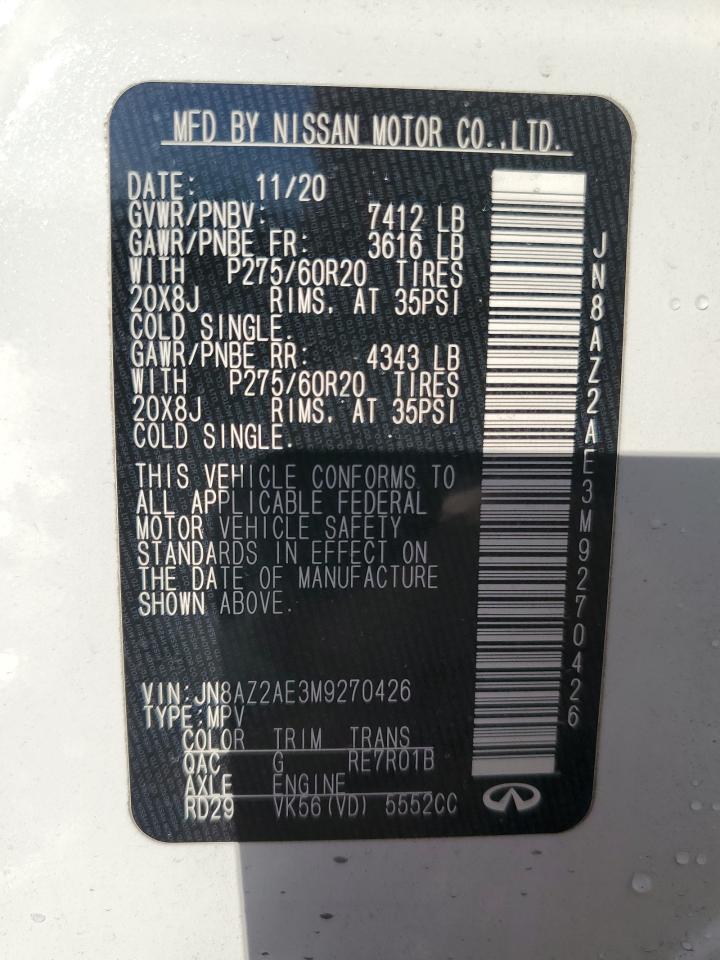 MFD BY NISSAN MOTOR CO.,LTD.
DATE: 11/20
GVWR/PNBV: 7412 LB
GAWR/PNBE FR: 3616 LB
WITH P275/60R20 TIRES
20X8J RIMS, AT 35PSI
COLD SINGLE.
GAWR/PNBE RR: 4343 LB
WITH P275/60R20 TIRES
20X8J RIMS, AT 35PSI
COLD SINGLE.
THIS VEHICLE CONFORMS TO
ALL APPLICABLE FEDERAL
MOTOR VEHICLE SAFETY
STANDARDS IN EFFECT ON
THE DATE OF MANUFACTURE
SHOWN ABOVE.
VIN:JN8AZ2AE3M9270426
TYPE:MPV
COLOR TRIM TRANS
QAC G RE7R01B
AXLE ENGINE
RD29 VK56(VD) 5552CC
JN8AZ2AE3M9270426